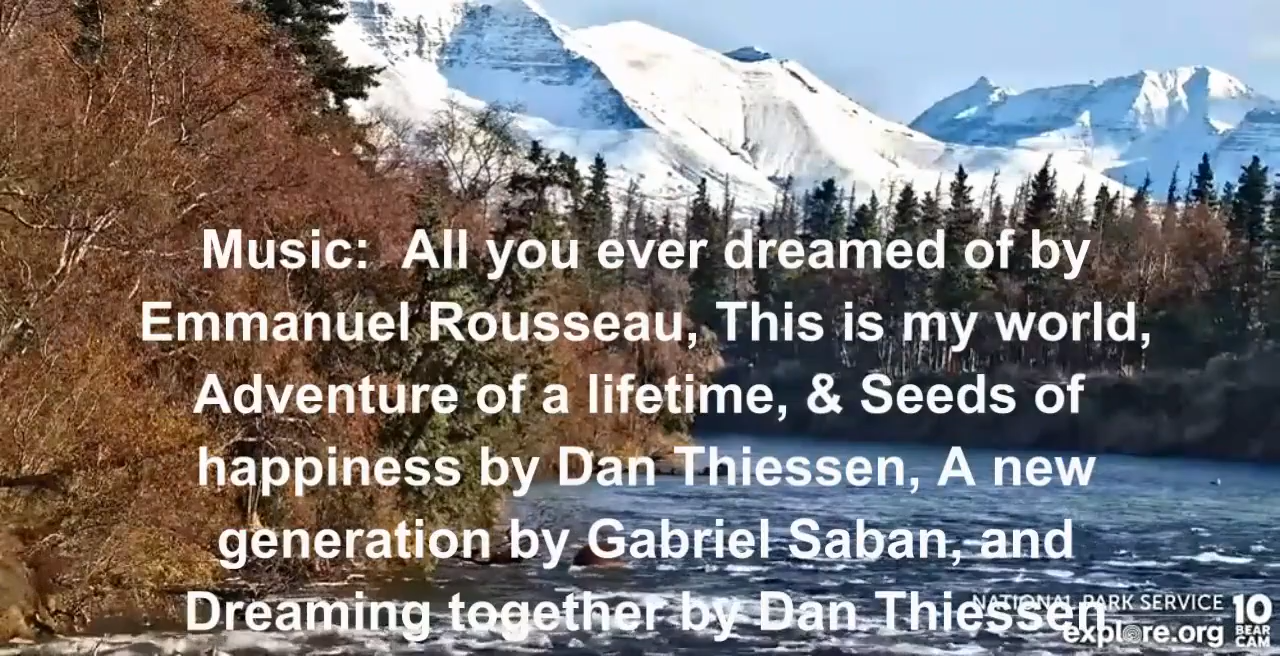 Music:  All you ever dreamed of by
Emmanuel Rousseau, This is my world,
Adventure of a lifetime, & Seeds of
happiness by Dan Thiessen, A new
generation by Gabriel Saban, and
Dreaming together by Dan Thiessen
NATIONAL PARK SERVICE
explore.org
10
BEAR
CAM